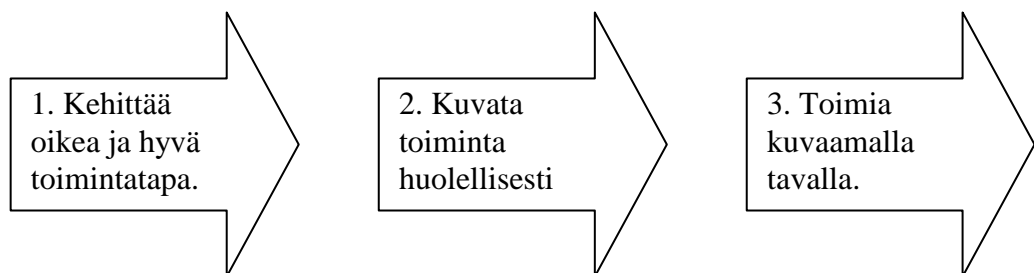 1. Kehittää
oikea ja hyvä
toimintatapa.
2. Kuvata
toiminta
huolellisesti
3. Toimia
kuvaamalla
tavalla.